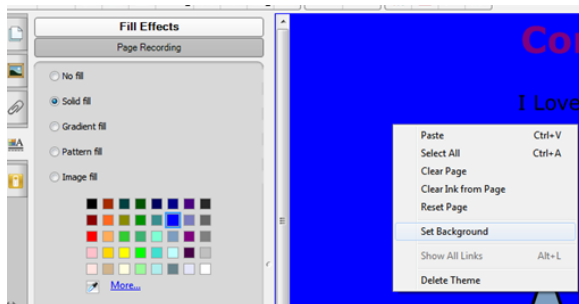 Fill Effects
Page Recording
No fill
Solid fill
Gradient fill
Pattern fill
Image fill
More...
I Love
Paste Ctrl+V
Select All Ctrl+A
Clear Page
Clear Ink from Page
Reset Page
Set Background
Show All Links Alt+L
Delete Theme